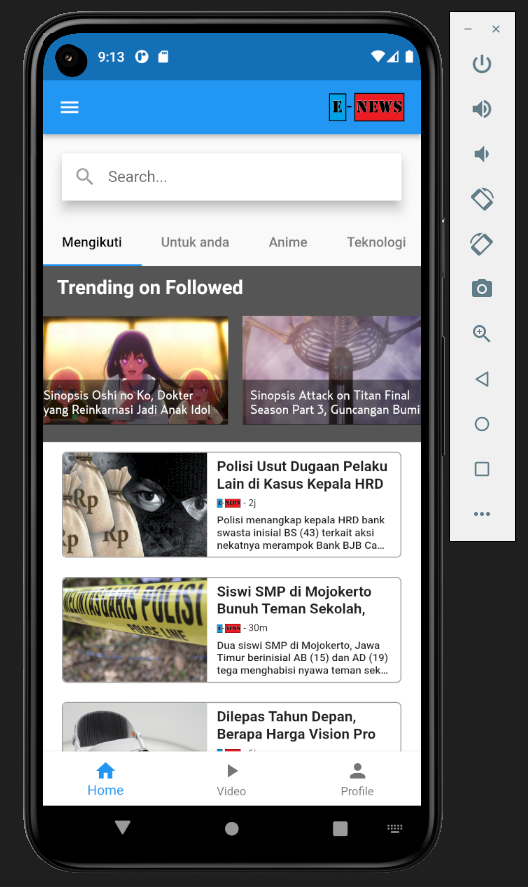 9:13
E-NEWS
Search...
Mengikuti
Untuk anda
Anime
Teknologi
Trending on Followed
Sinopsis Oshi no Ko, Dokter
yang Reinkarnasi Jadi Anak Idol
Sinopsis Attack on Titan Final
Season Part 3, Guncangan Bumi
Rp
Rp
Rp
Polisi Usut Dugaan Pelaku
Lain di Kasus Kepala HRD
- 2j
Polisi menangkap kepala HRD bank
swasta inisial BS (43) terkait aksi
nekatnya merampok Bank BJB Ca...
MELINTAS GARIS POLISI
POLICE LINE
Siswi SMP di Mojokerto
Bunuh Teman Sekolah,
- 30m
Dua siswi SMP di Mojokerto, Jawa
Timur berinisial AB (15) dan AD (19)
tega menghabisi nyawa teman sek...
Dilepas Tahun Depan,
Berapa Harga Vision Pro
Home
Video
Profile